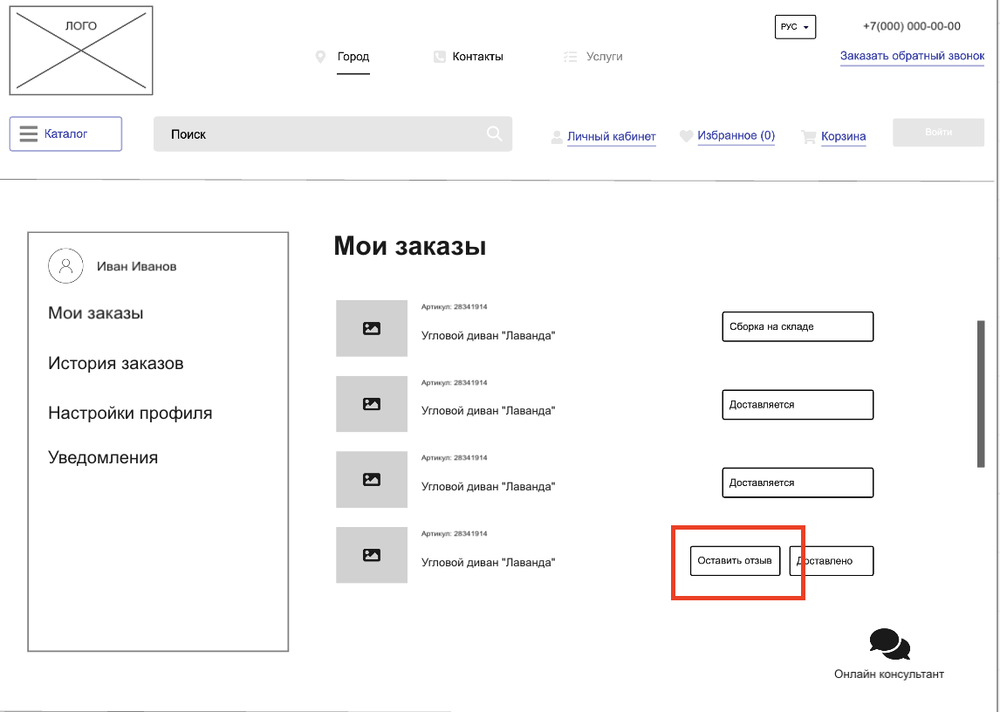 ЛОГО
РУС
+7(000) 000-00-00
Город
Контакты
Услуги
Заказать обратный звонок
Каталог
Поиск
Личный кабинет
Избранное (0)
Корзина
Войти
Иван Иванов
Мои заказы
История заказов
Настройки профиля
Уведомления
Мои заказы
Артикул: 28341914
Угловой диван "Лаванда"
Сборка на складе
Артикул: 28341914
Угловой диван "Лаванда"
Доставляется
Артикул: 28341914
Угловой диван "Лаванда"
Доставляется
Артикул: 28341914
Угловой диван "Лаванда"
Оставить отзыв
Доставлено
Онлайн консультант